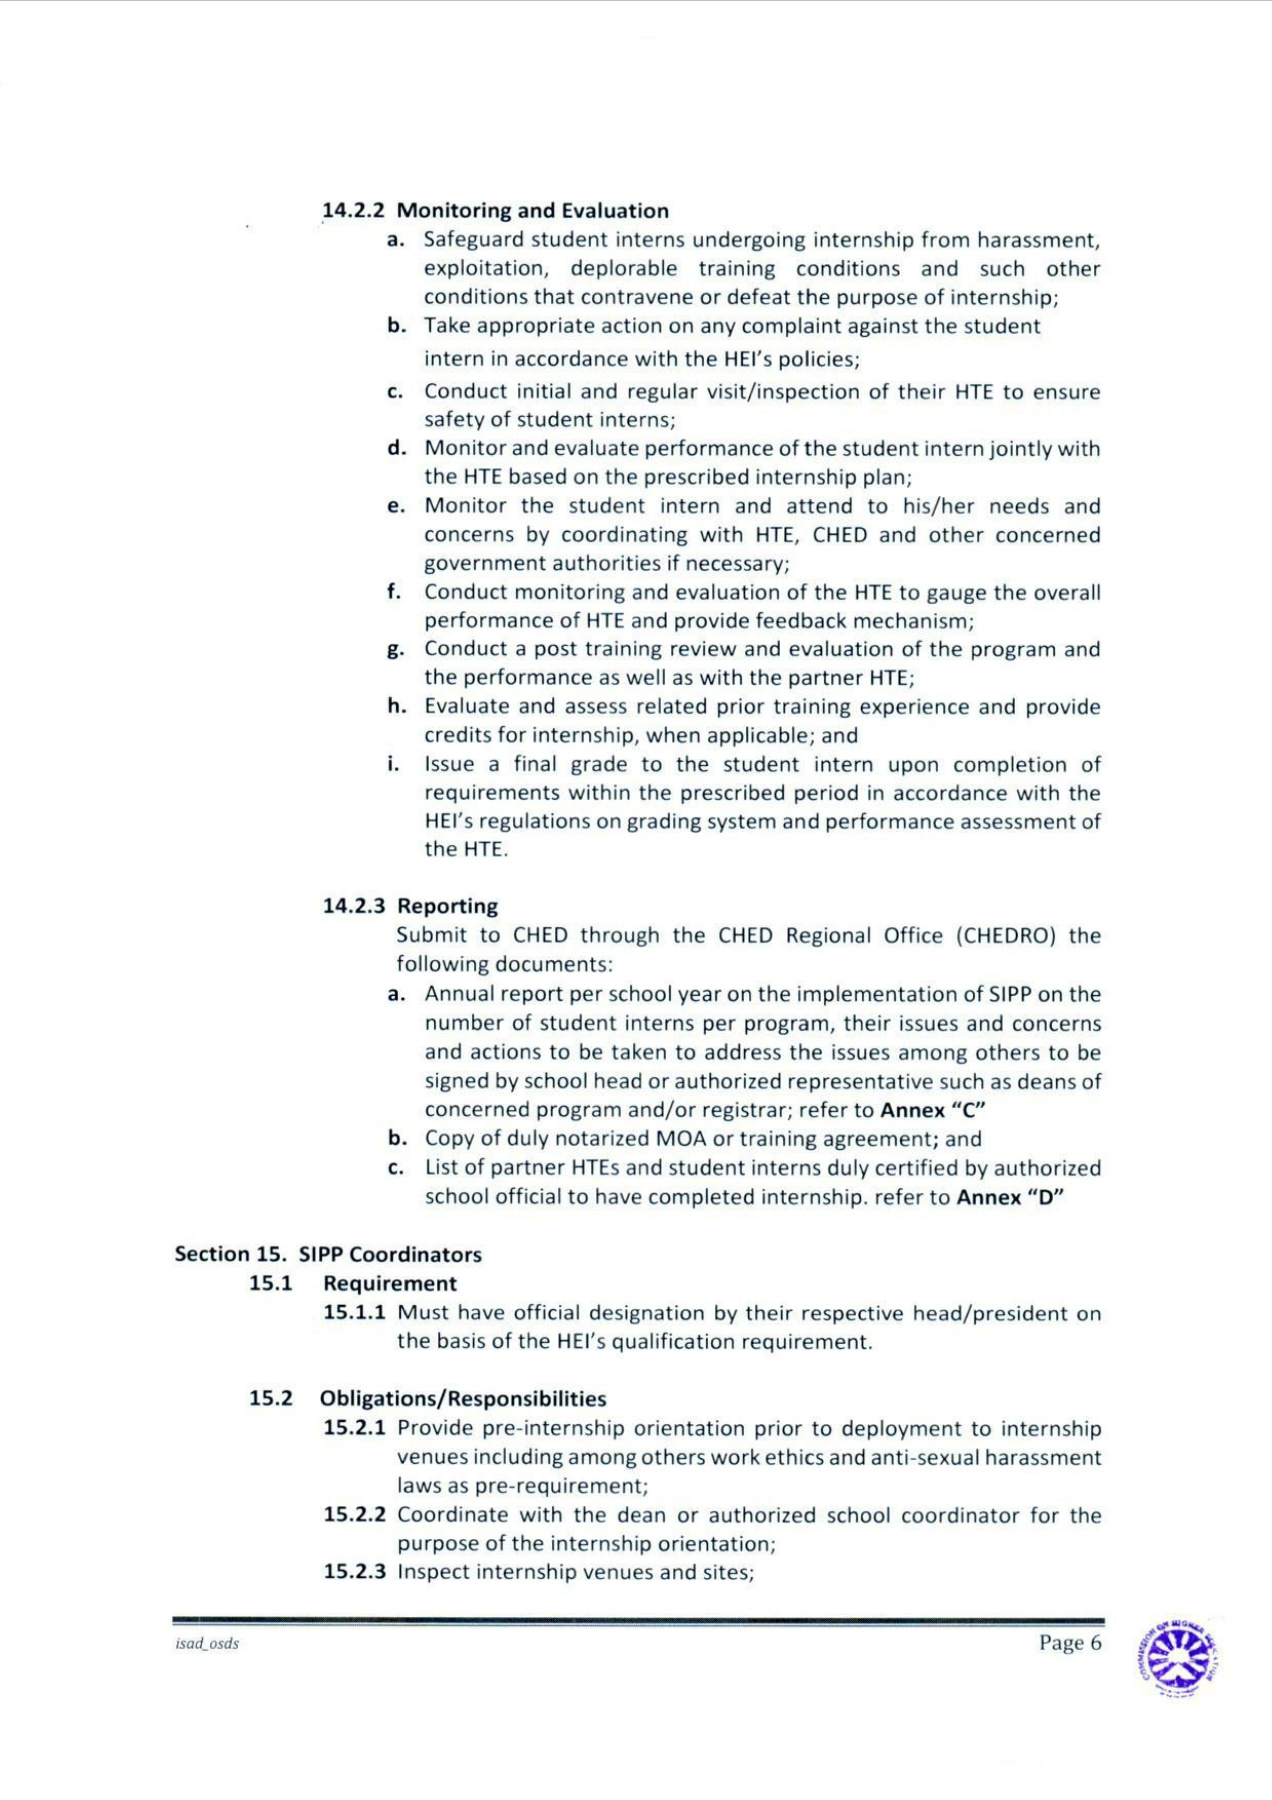 14.2.2 Monitoring and Evaluation
a. Safeguard student interns undergoing internship from harassment,
exploitation, deplorable training conditions and such other
conditions that contravene or defeat the purpose of internship;
b. Take appropriate action on any complaint against the student
intern in accordance with the HEI's policies;
c. Conduct initial and regular visit/inspection of their HTE to ensure
safety of student interns;
d. Monitor and evaluate performance of the student intern jointly with
the HTE based on the prescribed internship plan;
e. Monitor the student intern and attend to his/her needs and
concerns by coordinating with HTE, CHED and other concerned
government authorities if necessary;
f. Conduct monitoring and evaluation of the HTE to gauge the overall
performance of HTE and provide feedback mechanism;
g. Conduct a post training review and evaluation of the program and
the performance as well as with the partner HTE;
h. Evaluate and assess related prior training experience and provide
credits for internship, when applicable; and
i. Issue a final grade to the student intern upon completion of
requirements within the prescribed period in accordance with the
HEI's regulations on grading system and performance assessment of
the HTE.
14.2.3 Reporting
Submit to CHED through the CHED Regional Office (CHEDRO) the
following documents:
a. Annual report per school year on the implementation of SIPP on the
number of student interns per program, their issues and concerns
and actions to be taken to address the issues among others to be
signed by school head or authorized representative such as deans of
concerned program and/or registrar; refer to Annex “C”
b. Copy of duly notarized MOA or training agreement; and
c. List of partner HTEs and student interns duly certified by authorized
school official to have completed internship. refer to Annex “D”
Section 15. SIPP Coordinators
15.1 Requirement
15.1.1 Must have official designation by their respective head/president on
the basis of the HEI's qualification requirement.
15.2 Obligations/Responsibilities
15.2.1 Provide pre-internship orientation prior to deployment to internship
venues including among others work ethics and anti-sexual harassment
laws as pre-requirement;
15.2.2 Coordinate with the dean or authorized school coordinator for the
purpose of the internship orientation;
15.2.3 Inspect internship venues and sites;
isad_osds Page 6
COMMISSION ON HIGHER EDUCATION